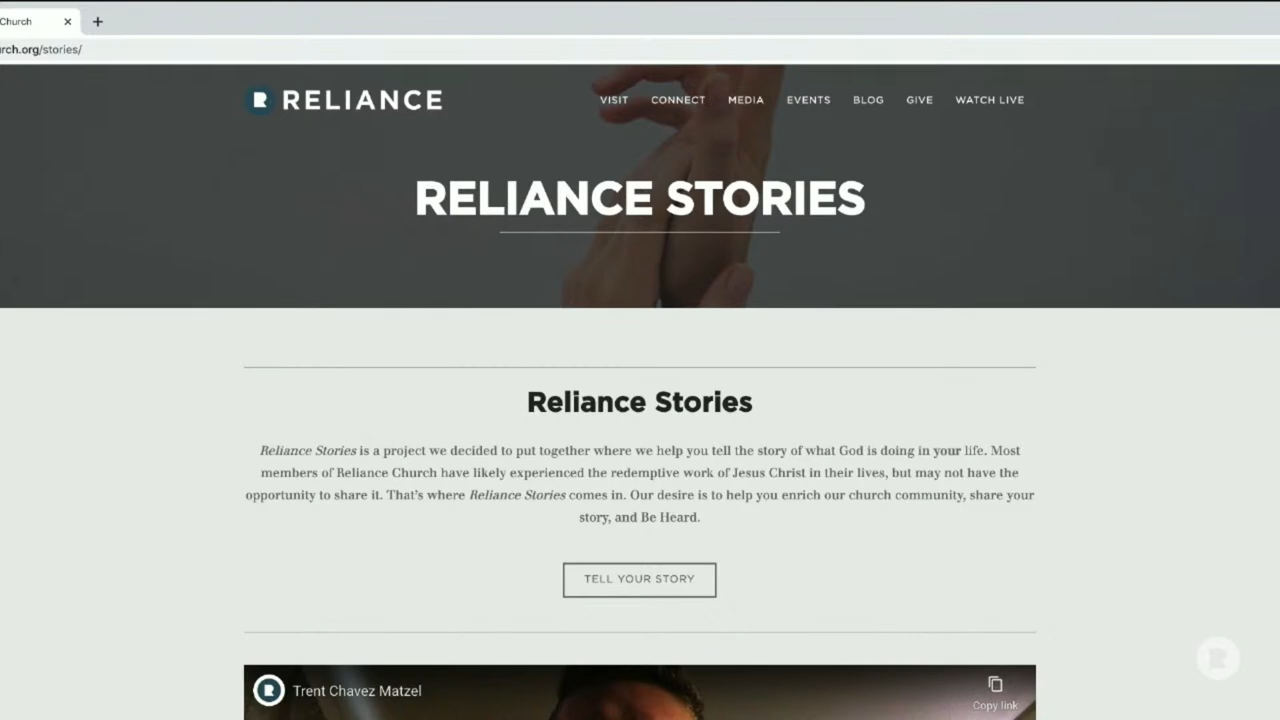 Church
rch.org/stories/
RELIANCE
VISIT CONNECT MEDIA EVENTS BLOG GIVE WATCH LIVE
RELIANCE STORIES
Reliance Stories
Reliance Stories is a project we decided to put together where we help you tell the story of what God is doing in your life. Most
members of Reliance Church have likely experienced the redemptive work of Jesus Christ in their lives, but may not have the
opportunity to share it. That's where Reliance Stories comes in. Our desire is to help you enrich our church community, share your
story, and Be Heard.
TELL YOUR STORY
R Trent Chavez Matzel
Copy link
R